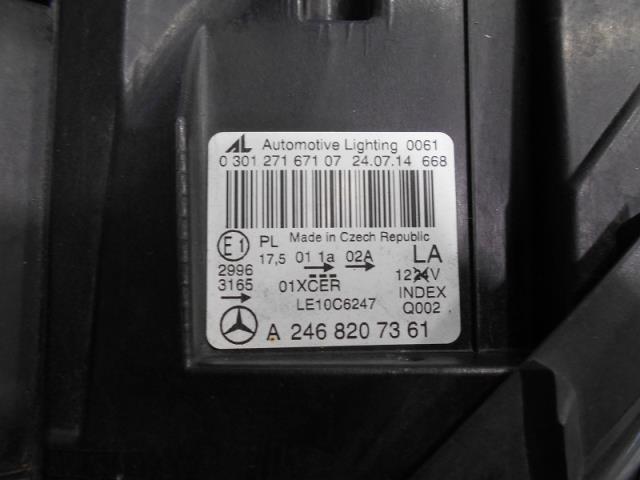 AL Automotive Lighting 0061
0 301 271 671 07 24.07.14 668
Made in Czech Republic
E1 PL 17,5 01 1a 02A LA
2996 1224V
3165 01XCER INDEX
LE10C6247 Q002
A 246 820 73 61